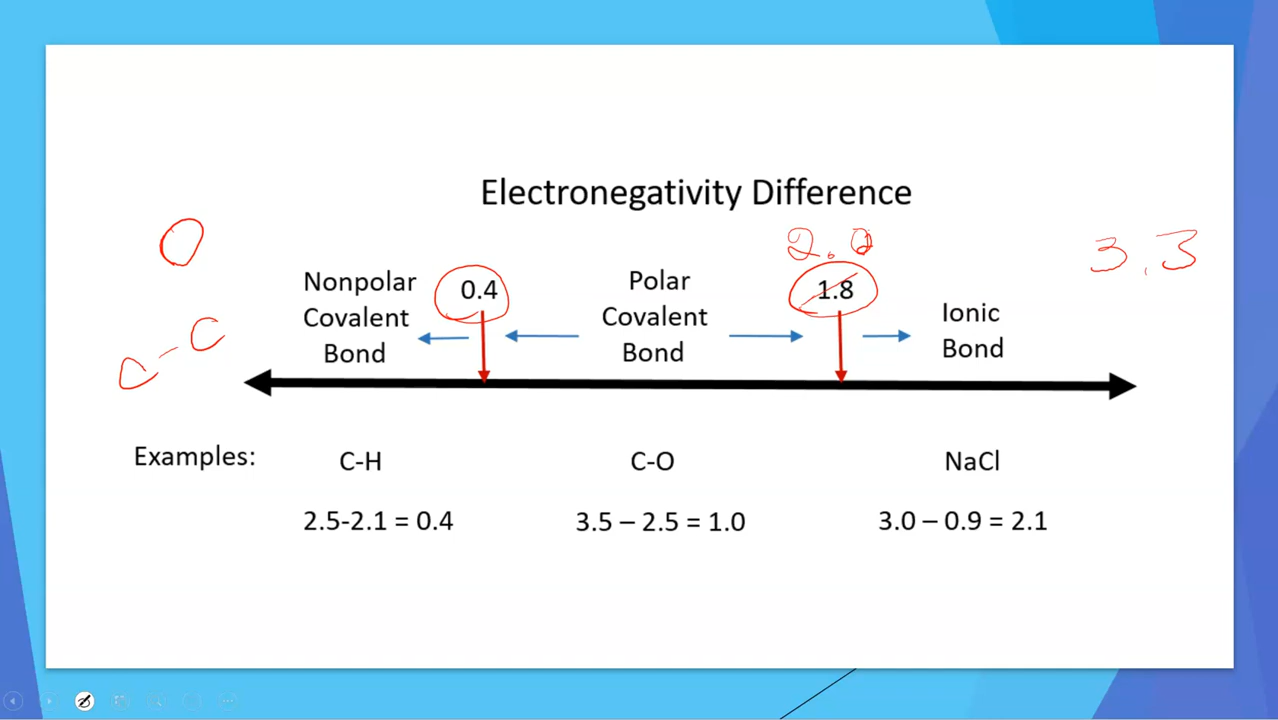 Electronegativity Difference
0
2.0
3.3
Nonpolar
Covalent
Bond
0.4
Polar
Covalent
Bond
1.8
Ionic
Bond
C-C
Examples:
C-H
C-O
NaCl
2.5-2.1 = 0.4
3.5 – 2.5 = 1.0
3.0 – 0.9 = 2.1